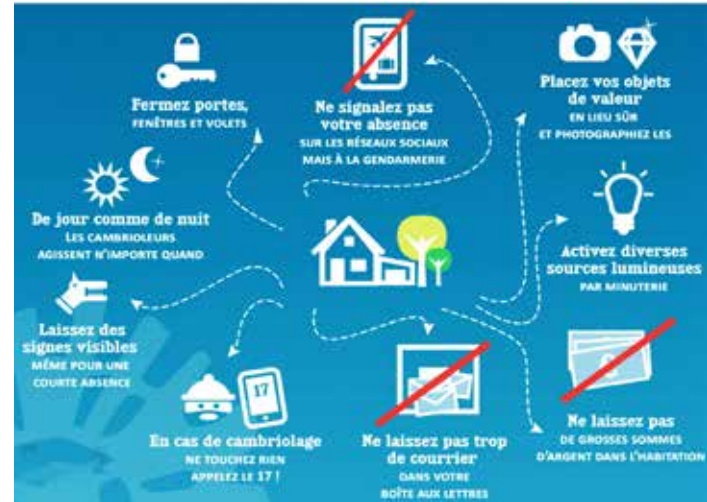 Fermez portes,
FENÊTRES ET VOLETS
Ne signalez pas
votre absence
SUR LES RÉSEAUX SOCIAUX
MAIS À LA GENDARMERIE
Placez vos objets
de valeur
EN LIEU SÛR
ET PHOTOGRAPHIEZ LES
De jour comme de nuit
LES CAMBRIOLEURS
AGISSENT N'IMPORTE QUAND
Activez diverses
sources lumineuses
PAR MINUTERIE
Laissez des
signes visibles
MÊME POUR UNE
COURTE ABSENCE
17
En cas de cambriolage
NE TOUCHEZ RIEN
APPELEZ LE 17 !
Ne laissez pas trop
de courrier
DANS VOTRE
BOÎTE AUX LETTRES
Ne laissez pas
DE GROSSES SOMMES
D'ARGENT DANS L'HABITATION